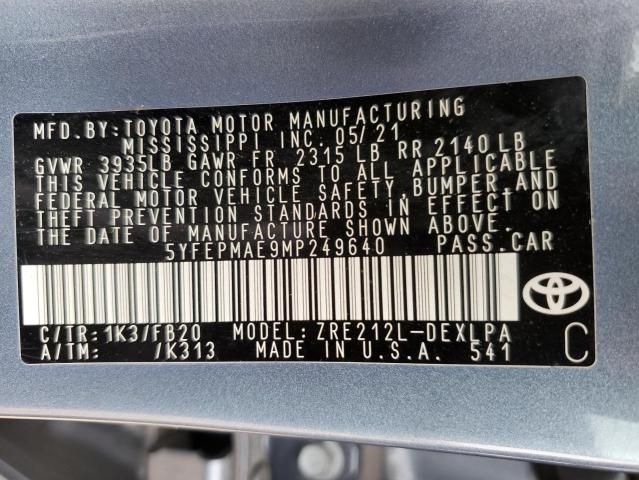 MFD.BY:TOYOTA MOTOR MANUFACTURING
MISSISSIPPI INC. 05/21
GVWR 3935LB GAWR FR 2315LB RR 2140LB
THIS VEHICLE CONFORMS TO ALL APPLICABLE
FEDERAL MOTOR VEHICLE SAFETY, BUMPER, AND
THEFT PREVENTION STANDARDS IN EFFECT ON
THE DATE OF MANUFACTURE SHOWN ABOVE.
5YFEPMAE9MP249640 PASS.CAR
C/TR:1K3/FB20 MODEL:ZRE212L-DEXLPA
A/TM: /K313 MADE IN U.S.A. 541
C